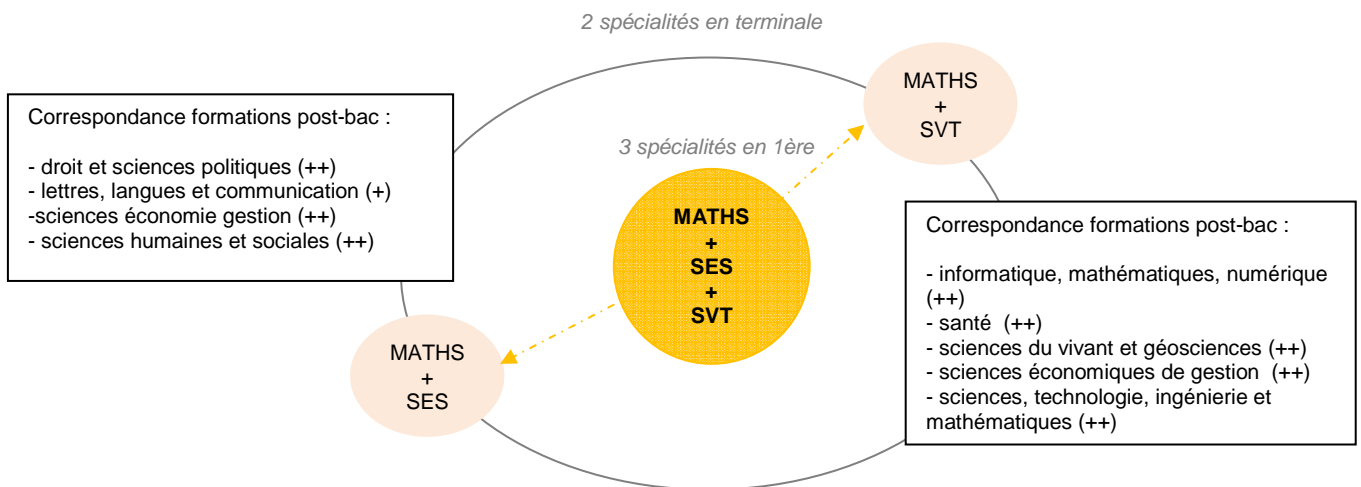 2 spécialités en terminale
MATHS
+
SVT
Correspondance formations post-bac :
- droit et sciences politiques (++)
- lettres, langues et communication (+)
-sciences économie gestion (++)
- sciences humaines et sociales (++)
3 spécialités en 1ère
MATHS
+
SES
+
SVT
Correspondance formations post-bac :
- informatique, mathématiques, numérique
(++)
- santé (++)
- sciences du vivant et géosciences (++)
- sciences économiques de gestion (++)
- sciences, technologie, ingénierie et
mathématiques (++)
MATHS
+
SES